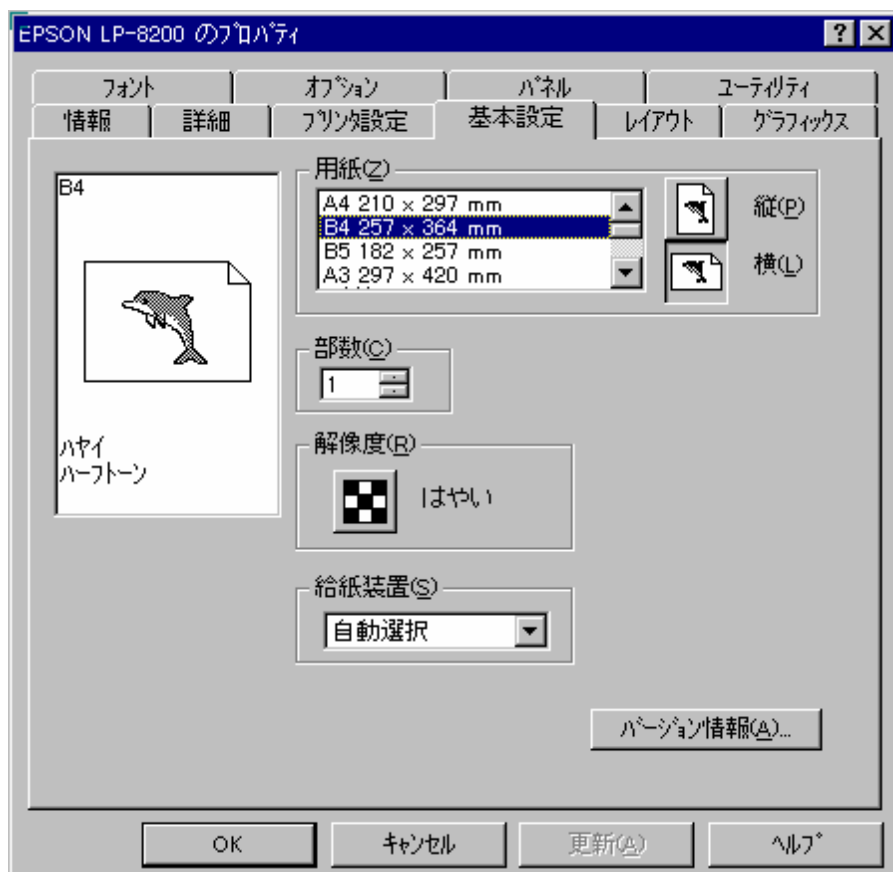 EPSON LP-8200 のﾌﾟﾛﾊﾟﾃｨ
ﾌｫﾝﾄ ｵﾌﾟｼｮﾝ ﾊﾟﾈﾙ ﾕｰﾃｨﾘﾃｨ
情報 詳細 ﾌﾟﾘﾝﾀ設定 基本設定 ﾚｲｱｳﾄ ｸﾞﾗﾌｨｯｸｽ
B4
用紙(Z)
A4 210 × 297 mm
B4 257 × 364 mm
B5 182 × 257 mm
A3 297 × 420 mm
縦(P)
横(L)
部数(C)
1
ﾊﾔｲ
ﾊｰﾌﾄｰﾝ
解像度(R)
はやい
給紙装置(S)
自動選択
ﾊﾞｰｼﾞｮﾝ情報(A)...
OK ｷｬﾝｾﾙ 更新(A) ﾍﾙﾌﾟ